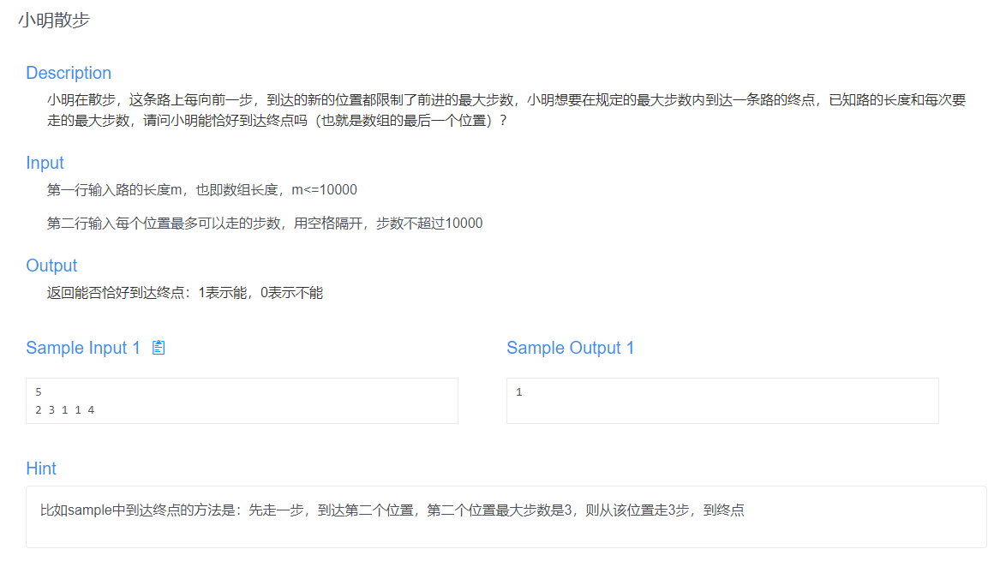 小明散步
Description
小明在散步，这条路上每向前一步，到达的新的位置都限制了前进的最大步数，小明想要在规定的最大步数内到达一条路的终点，已知路的长度和每次要
走的最大步数，请问小明能恰好到达终点吗（也就是数组的最后一个位置）？
Input
第一行输入路的长度m，也即数组长度，m<=10000
第二行输入每个位置最多可以走的步数，用空格隔开，步数不超过10000
Output
返回能否恰好到达终点：1表示能，0表示不能
Sample Input 1
5
2 3 1 1 4
Sample Output 1
1
Hint
比如sample中到达终点的方法是：先走一步，到达第二个位置，第二个位置最大步数是3，则从该位置走3步，到终点